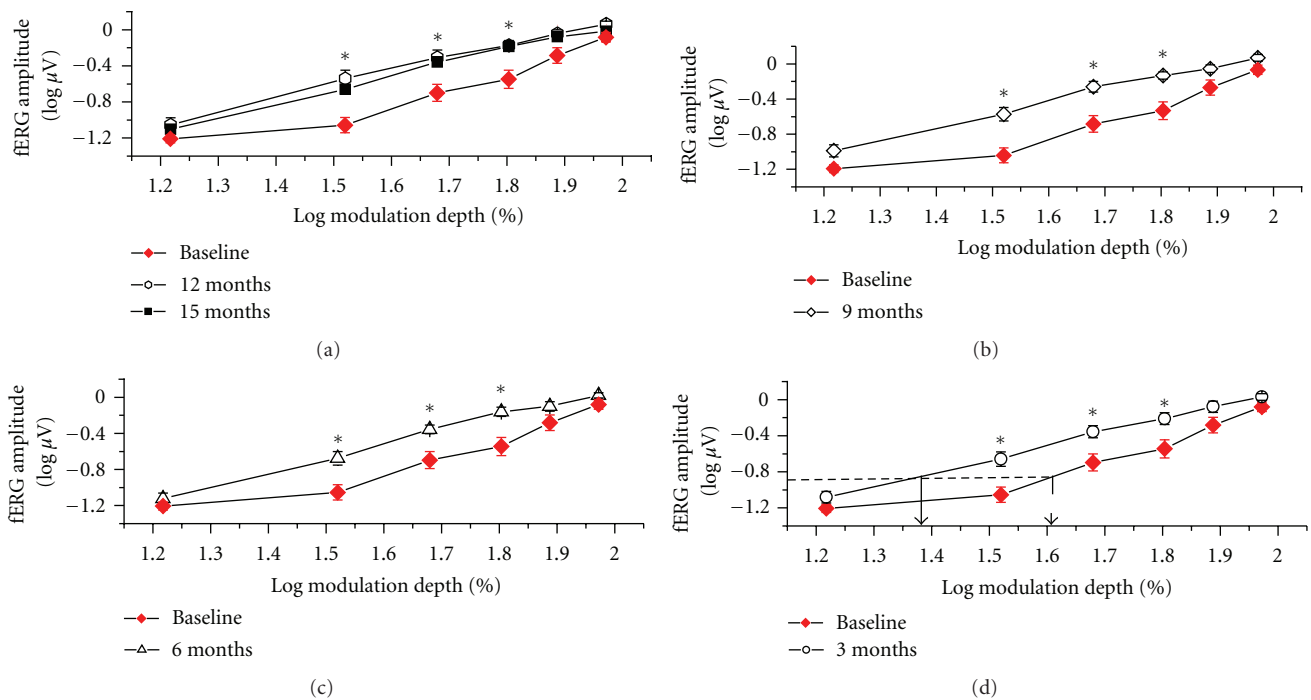 fERG amplitude
(log μV)
0
−0.4
−0.8
−1.2
* * *
1.2 1.3 1.4 1.5 1.6 1.7 1.8 1.9 2
Log modulation depth (%)
Baseline
12 months
15 months
(a)
fERG amplitude
(log μV)
0
−0.4
−0.8
−1.2
* * *
1.2 1.3 1.4 1.5 1.6 1.7 1.8 1.9 2
Log modulation depth (%)
Baseline
9 months
(b)
fERG amplitude
(log μV)
0
−0.4
−0.8
−1.2
* * *
1.2 1.3 1.4 1.5 1.6 1.7 1.8 1.9 2
Log modulation depth (%)
Baseline
6 months
(c)
fERG amplitude
(log μV)
0
−0.4
−0.8
−1.2
* * *
1.2 1.3 1.4 1.5 1.6 1.7 1.8 1.9 2
Log modulation depth (%)
Baseline
3 months
(d)